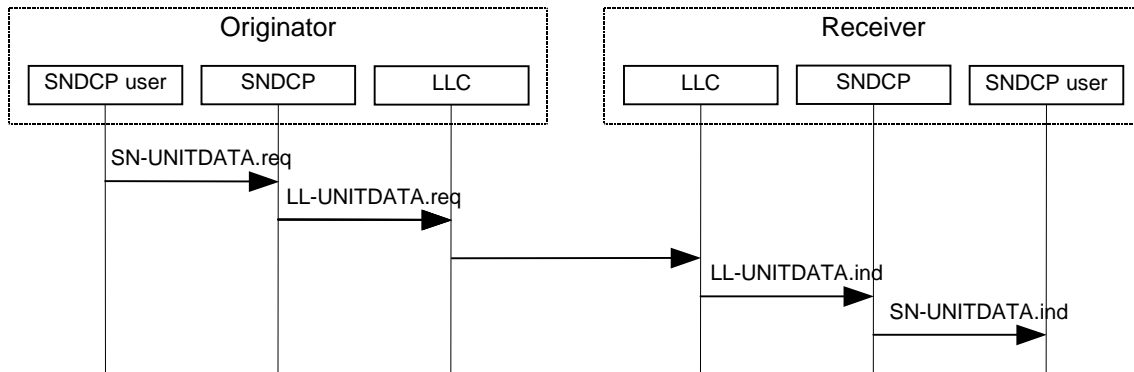 Originator
Receiver
SNDCP user
SNDCP
LLC
LLC
SNDCP
SNDCP user
SN-UNITDATA.req
LL-UNITDATA.req
LL-UNITDATA.ind
SN-UNITDATA.ind